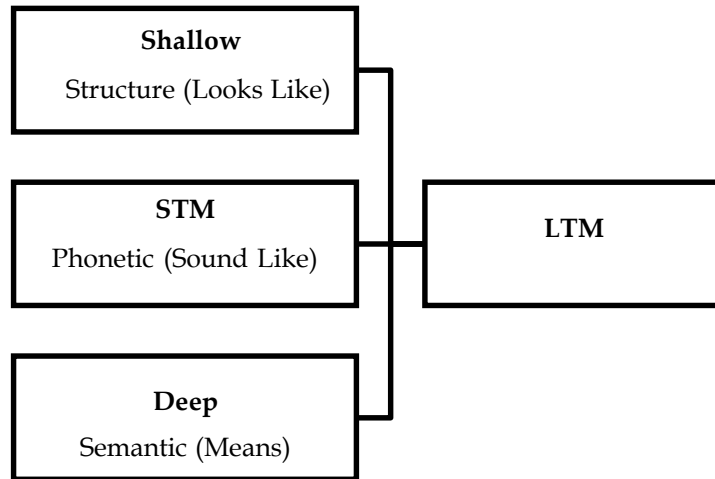 Shallow
Structure (Looks Like)
STM
Phonetic (Sound Like)
LTM
Deep
Semantic (Means)